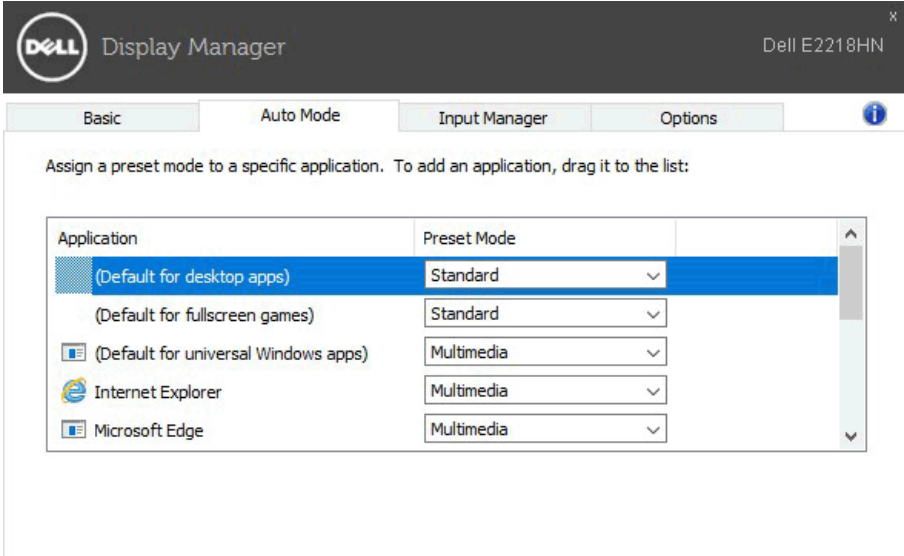 x
DELL Display Manager Dell E2218HN
Basic Auto Mode Input Manager Options i
Assign a preset mode to a specific application. To add an application, drag it to the list:
Application Preset Mode
(Default for desktop apps) Standard
(Default for fullscreen games) Standard
(Default for universal Windows apps) Multimedia
Internet Explorer Multimedia
Microsoft Edge Multimedia